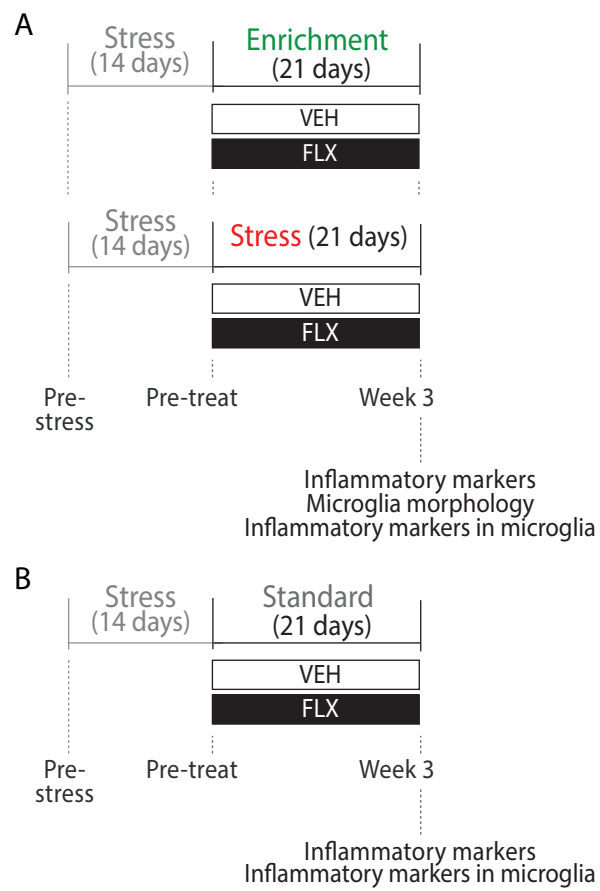 A
Stress
(14 days)
Enrichment
(21 days)
VEH
FLX
Stress
(14 days)
Stress (21 days)
VEH
FLX
Pre-
stress
Pre-treat
Week 3
Inflammatory markers
Microglia morphology
Inflammatory markers in microglia
B
Stress
(14 days)
Standard
(21 days)
VEH
FLX
Pre-
stress
Pre-treat
Week 3
Inflammatory markers
Inflammatory markers in microglia